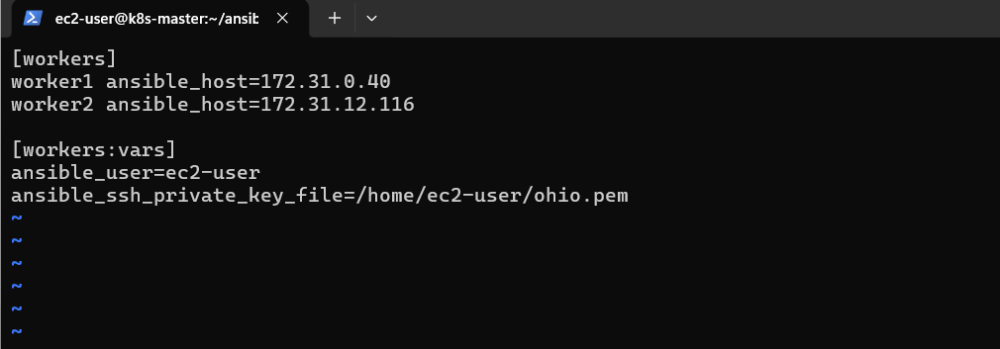 ec2-user@k8s-master:~/ansib
[workers]
worker1 ansible_host=172.31.0.40
worker2 ansible_host=172.31.12.116
[workers:vars]
ansible_user=ec2-user
ansible_ssh_private_key_file=/home/ec2-user/ohio.pem
~
~
~
~
~
~